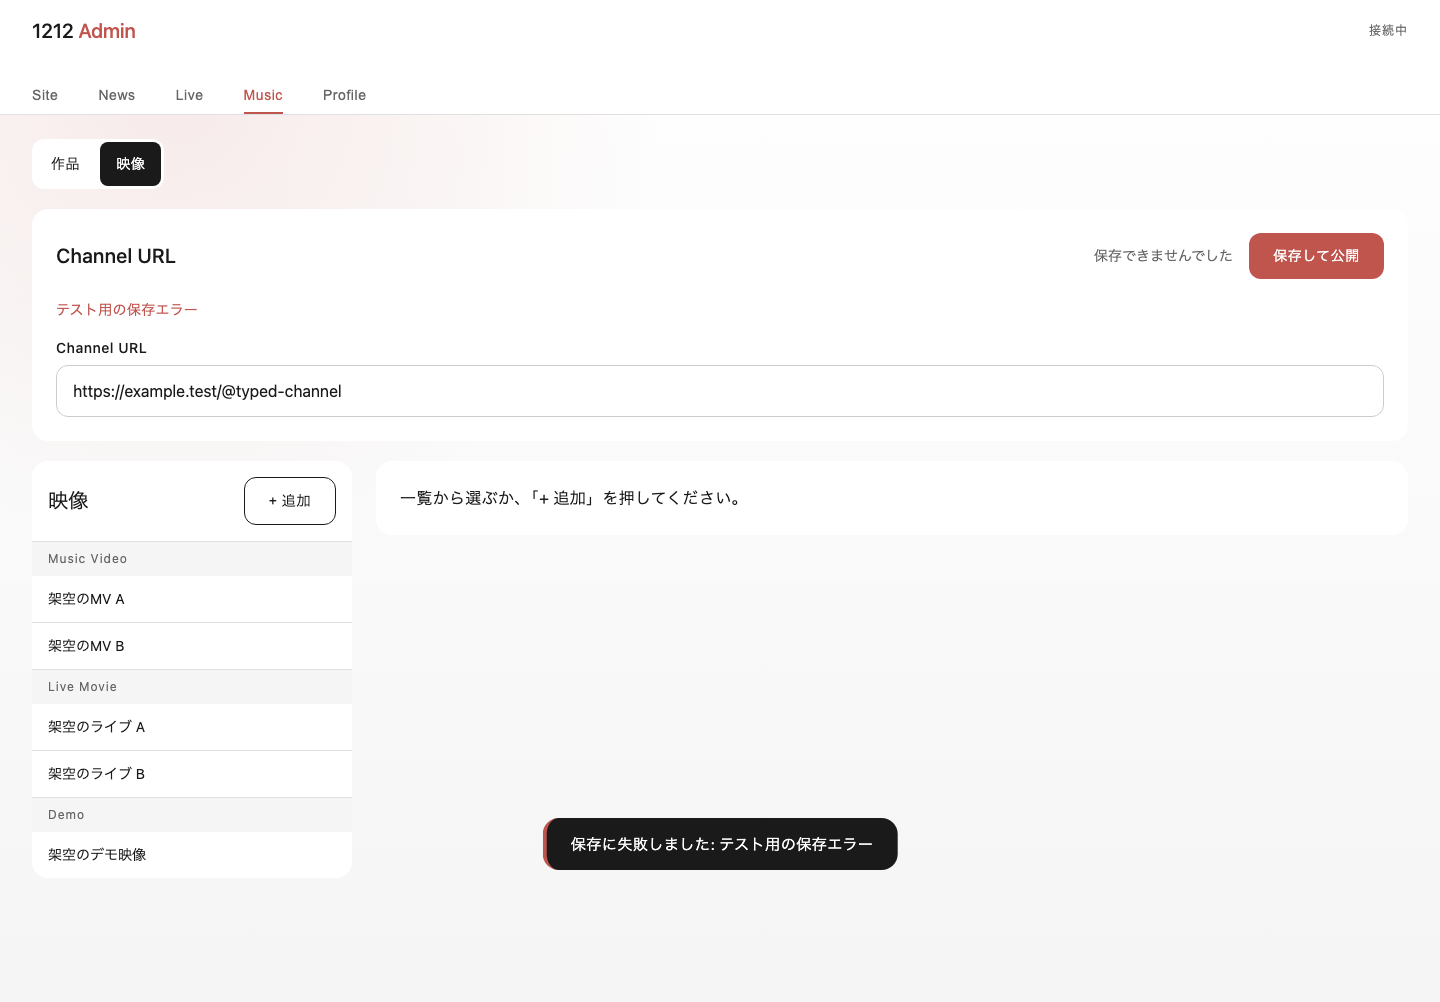 1212 Admin
接続中
Site
News
Live
Music
Profile
作品
映像
Channel URL
保存できませんでした
保存して公開
テスト用の保存エラー
Channel URL
https://example.test/@typed-channel
映像
+ 追加
Music Video
架空のMV A
架空のMV B
Live Movie
架空のライブ A
架空のライブ B
Demo
架空のデモ映像
一覧から選ぶか、「+ 追加」を押してください。
保存に失敗しました: テスト用の保存エラー